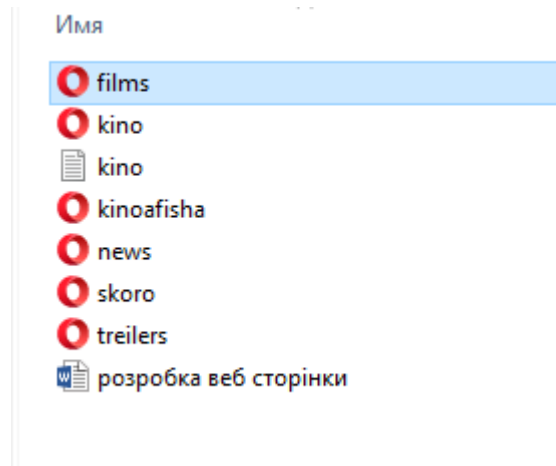 Имя
films
kino
kino
kinoafisha
news
skoro
treilers
розробка веб сторінки